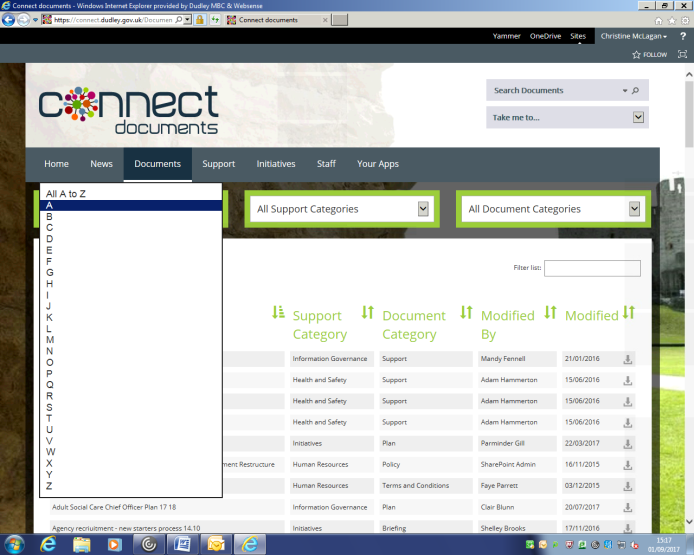 Connect documents - Windows Internet Explorer provided by Dudley MBC & Websense
https://connect.dudley.gov.uk/Documen
Connect documents
Yammer OneDrive Sites Christine McLagan ?
FOLLOW
connect
documents
Search Documents
Take me to...
Home News Documents Support Initiatives Staff Your Apps
All A to Z
A
B
C
D
E
F
G
H
I
J
K
L
M
N
O
P
Q
R
S
T
U
V
W
X
Y
Z
All Support Categories
All Document Categories
Filter list:
Support Category
Document Category
Modified By
Modified
Information Governance Support Mandy Fennell 21/01/2016
Health and Safety Support Adam Hammerton 15/06/2016
Health and Safety Support Adam Hammerton 15/06/2016
Health and Safety Support Adam Hammerton 15/06/2016
Initiatives Plan Parminder Gill 22/03/2017
ment Restructure Human Resources Policy SharePoint Admin 16/11/2015
Human Resources Terms and Conditions Faye Parrett 03/12/2015
Adult Social Care Chief Officer Plan 17 18 Information Governance Plan Clair Blunn 20/07/2017
Agency recriuitment - new starters process 14.10 Initiatives Briefing Shelley Brooks 17/11/2016
15:17
01/09/2017